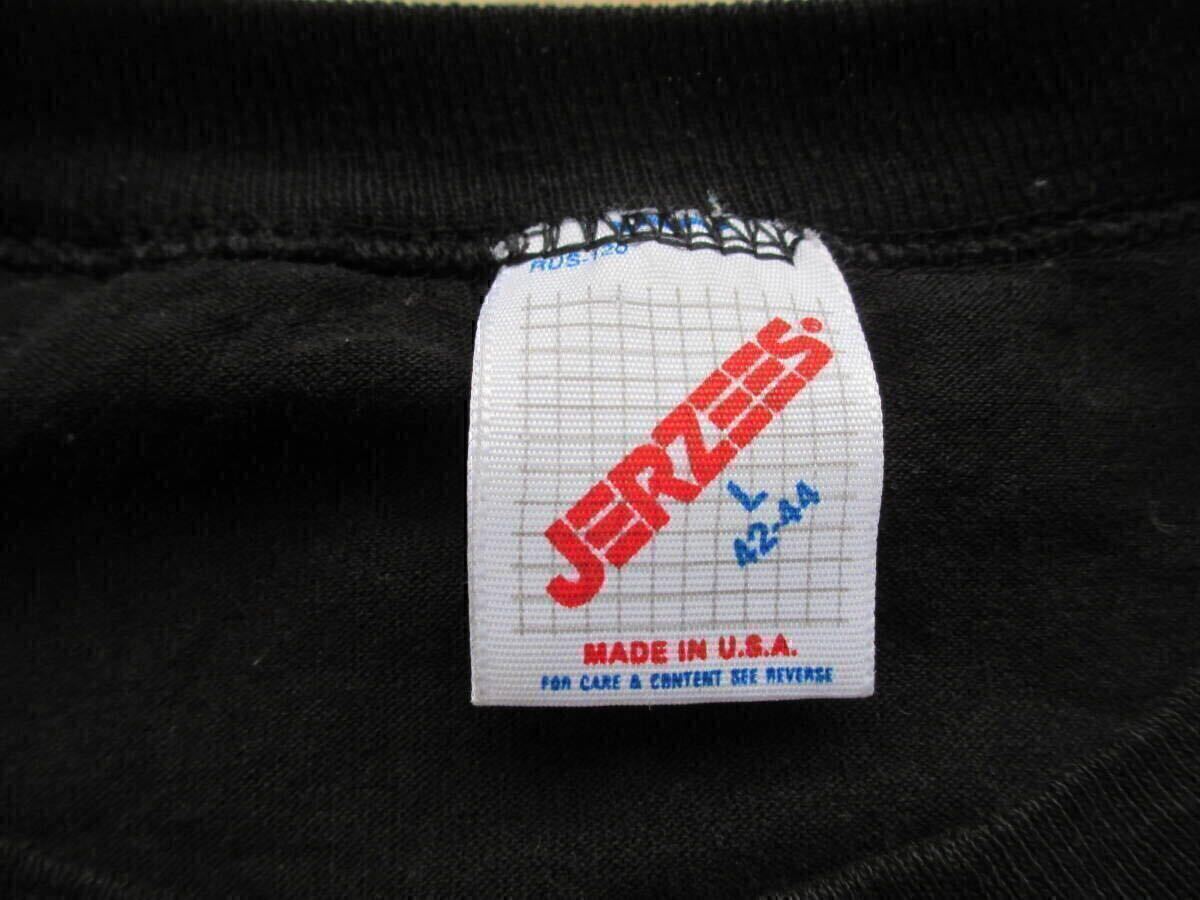 RUS-120
JERZEES.
L
42-44
MADE IN U.S.A.
FOR CARE & CONTENT SEE REVERSE